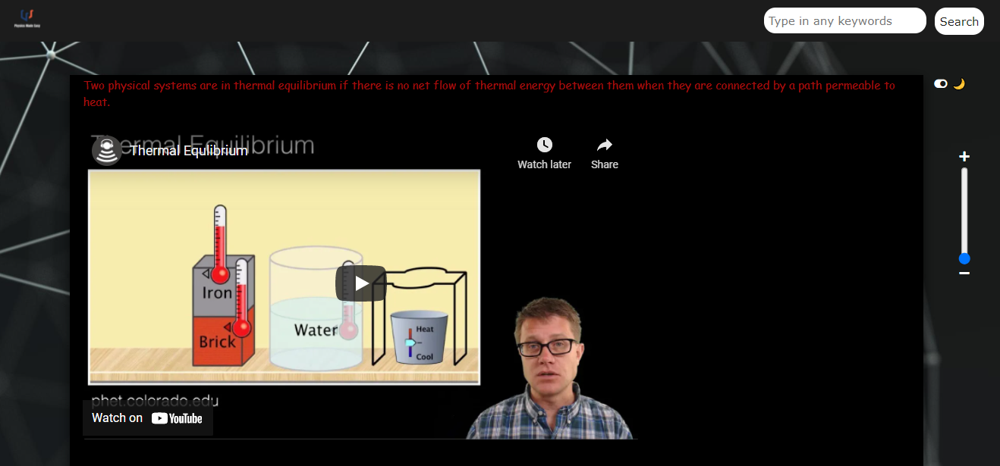 Physics Made Easy
Type in any keywords
Search
Two physical systems are in thermal equilibrium if there is no net flow of thermal energy between them when they are connected by a path permeable to
heat.
Thermal Equilibrium
Thermal Equlibrium
Watch later
Share
Iron
Brick
Water
Heat
Cool
phet.colorado.edu
Watch on YouTube